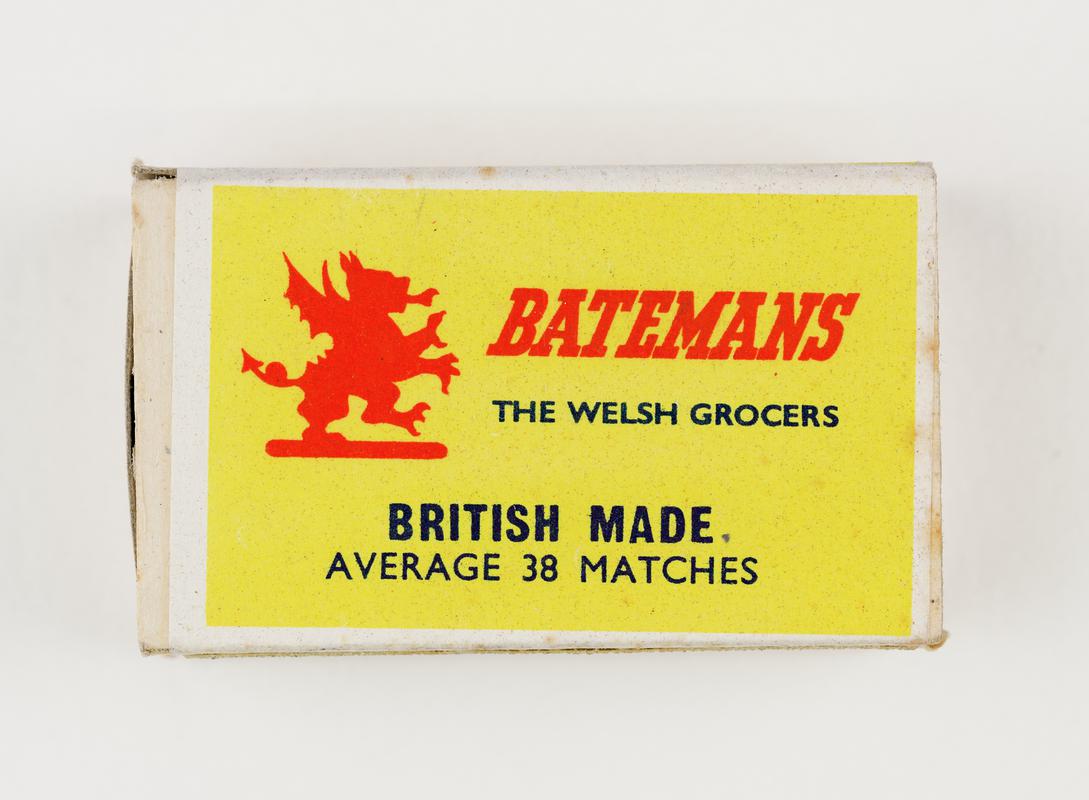 BATEMANS
THE WELSH GROCERS
BRITISH MADE.
AVERAGE 38 MATCHES